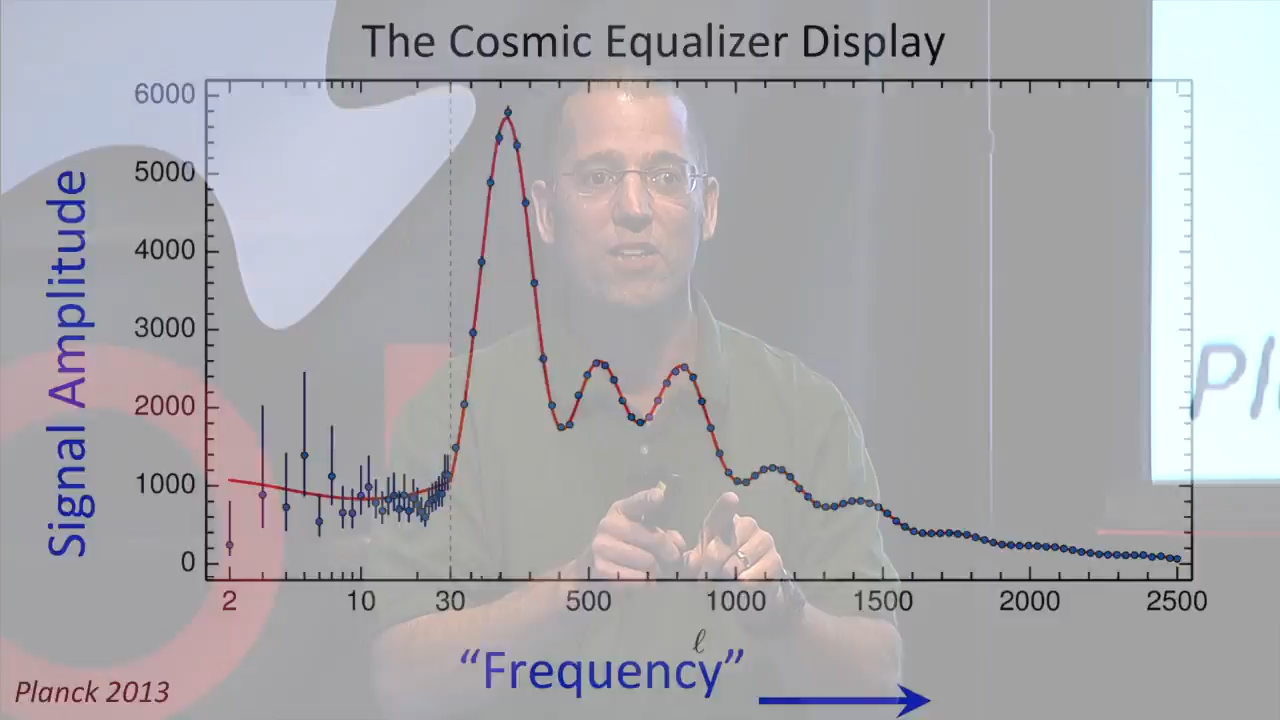 The Cosmic Equalizer Display
Signal Amplitude
6000
5000
4000
3000
2000
1000
0
2 10 30 500 1000 1500 2000 2500
ℓ
“Frequency”
Planck 2013
Pl